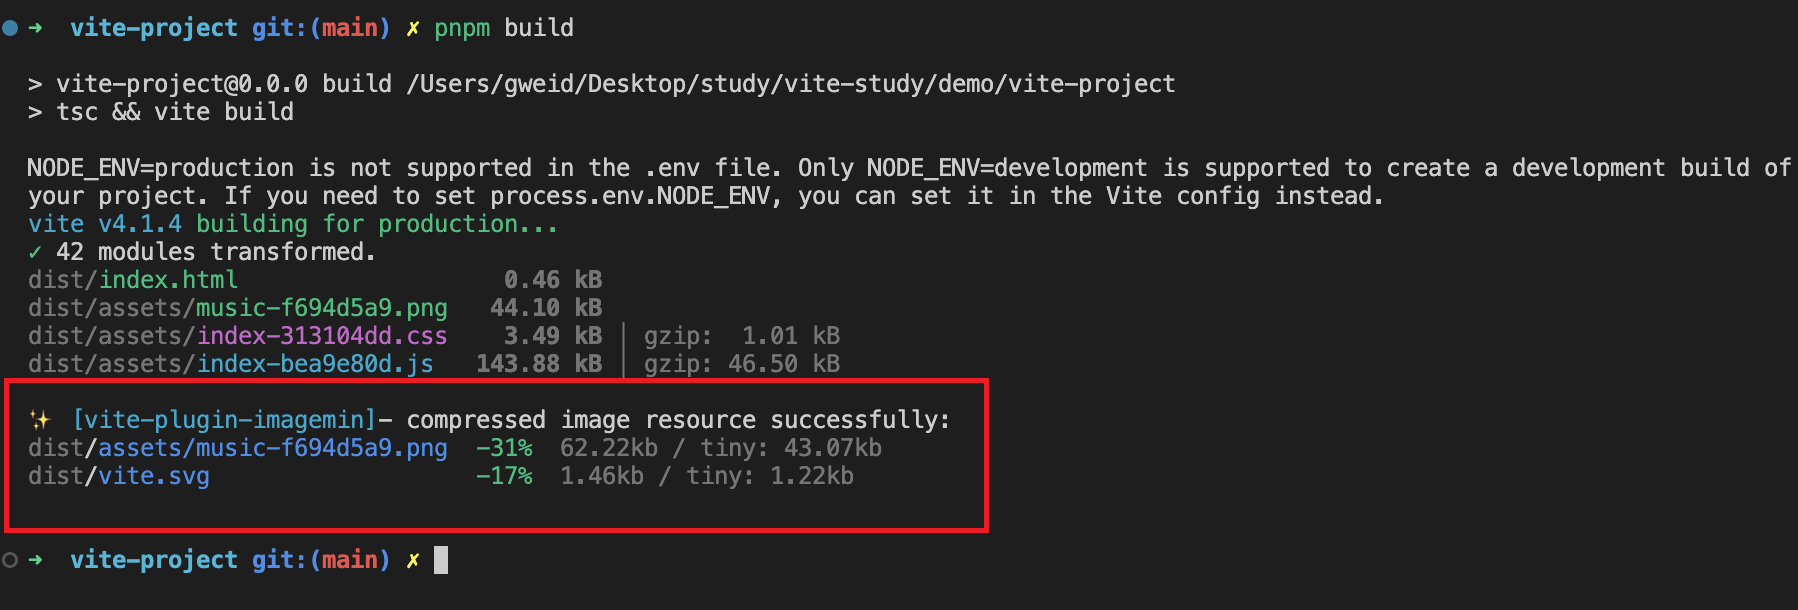 ➜  vite-project git:(main) ✗ pnpm build
> vite-project@0.0.0 build /Users/gweid/Desktop/study/vite-study/demo/vite-project
> tsc && vite build
NODE_ENV=production is not supported in the .env file. Only NODE_ENV=development is supported to create a development build of
your project. If you need to set process.env.NODE_ENV, you can set it in the Vite config instead.
vite v4.1.4 building for production...
✓ 42 modules transformed.
dist/index.html                   0.46 kB
dist/assets/music-f694d5a9.png   44.10 kB
dist/assets/index-313104dd.css    3.49 kB │ gzip:  1.01 kB
dist/assets/index-bea9e80d.js   143.88 kB │ gzip: 46.50 kB
✨ [vite-plugin-imagemin]- compressed image resource successfully:
dist/assets/music-f694d5a9.png  -31%  62.22kb / tiny: 43.07kb
dist/vite.svg                   -17%  1.46kb / tiny: 1.22kb
➜  vite-project git:(main) ✗